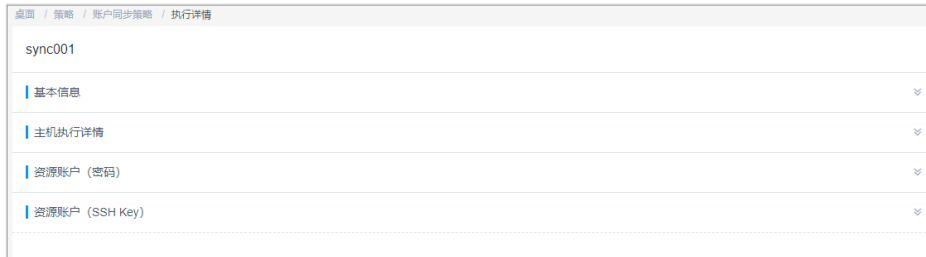 桌面 / 策略 / 账户同步策略 / 执行详情
sync001
基本信息
主机执行详情
资源账户（密码）
资源账户（SSH Key）